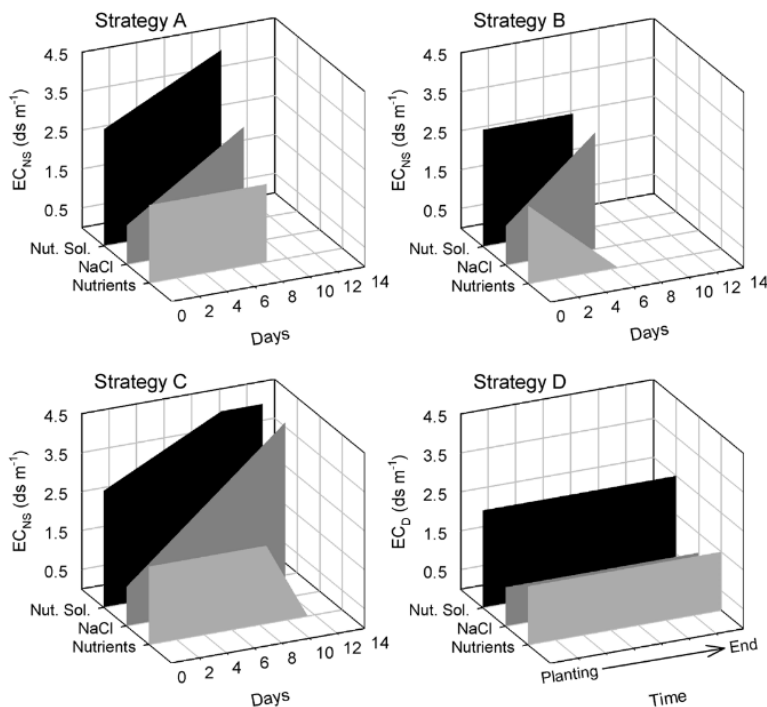 Strategy A
4.5
3.5
2.5
1.5
0.5
EC_NS (ds m⁻¹)
Nut. Sol.
NaCl
Nutrients
0 2 4 6 8 10 12 14
Days
Strategy B
4.5
3.5
2.5
1.5
0.5
EC_NS (ds m⁻¹)
Nut. Sol.
NaCl
Nutrients
0 2 4 6 8 10 12 14
Days
Strategy C
4.5
3.5
2.5
1.5
0.5
EC_NS (ds m⁻¹)
Nut. Sol.
NaCl
Nutrients
0 2 4 6 8 10 12 14
Days
Strategy D
4.5
3.5
2.5
1.5
0.5
EC_D (ds m⁻¹)
Nut. Sol.
NaCl
Nutrients
Planting
End
Time